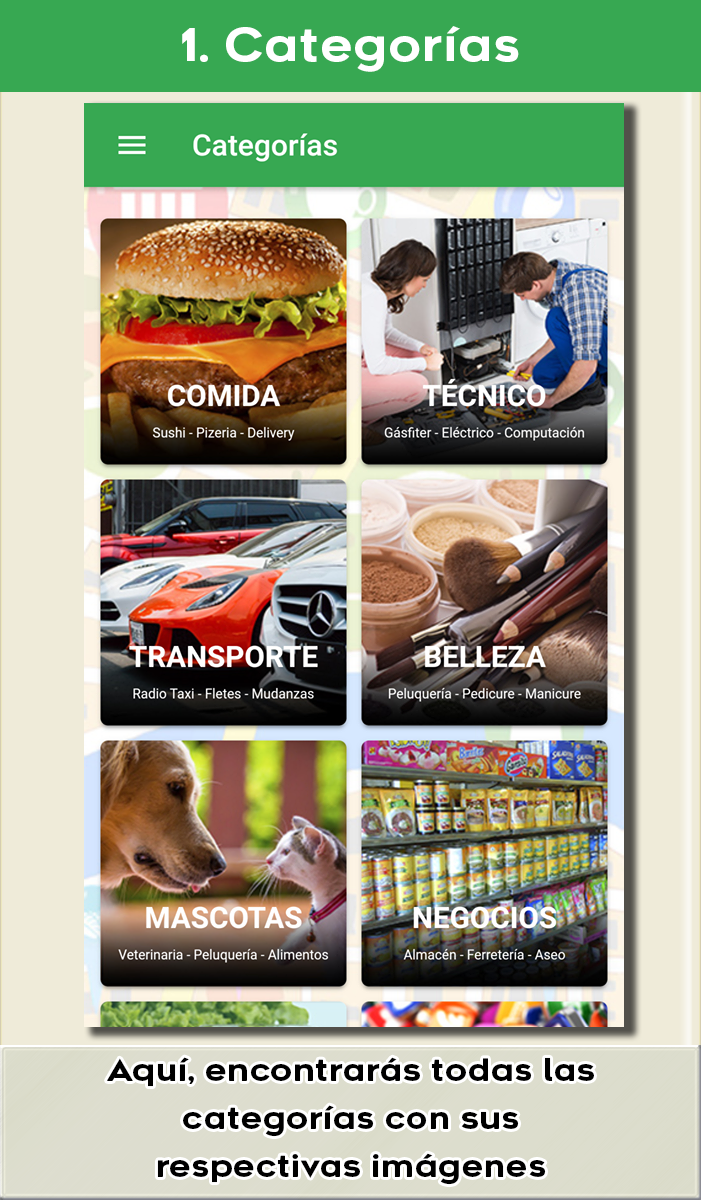 1. Categorías
Categorías
COMIDA
Sushi - Pizeria - Delivery
TÉCNICO
Gásfiter - Eléctrico - Computación
TRANSPORTE
Radio Taxi - Fletes - Mudanzas
BELLEZA
Peluquería - Pedicure - Manicure
MASCOTAS
Veterinaria - Peluquería - Alimentos
NEGOCIOS
Almacén - Ferretería - Aseo
Aquí, encontrarás todas las
categorías con sus
respectivas imágenes